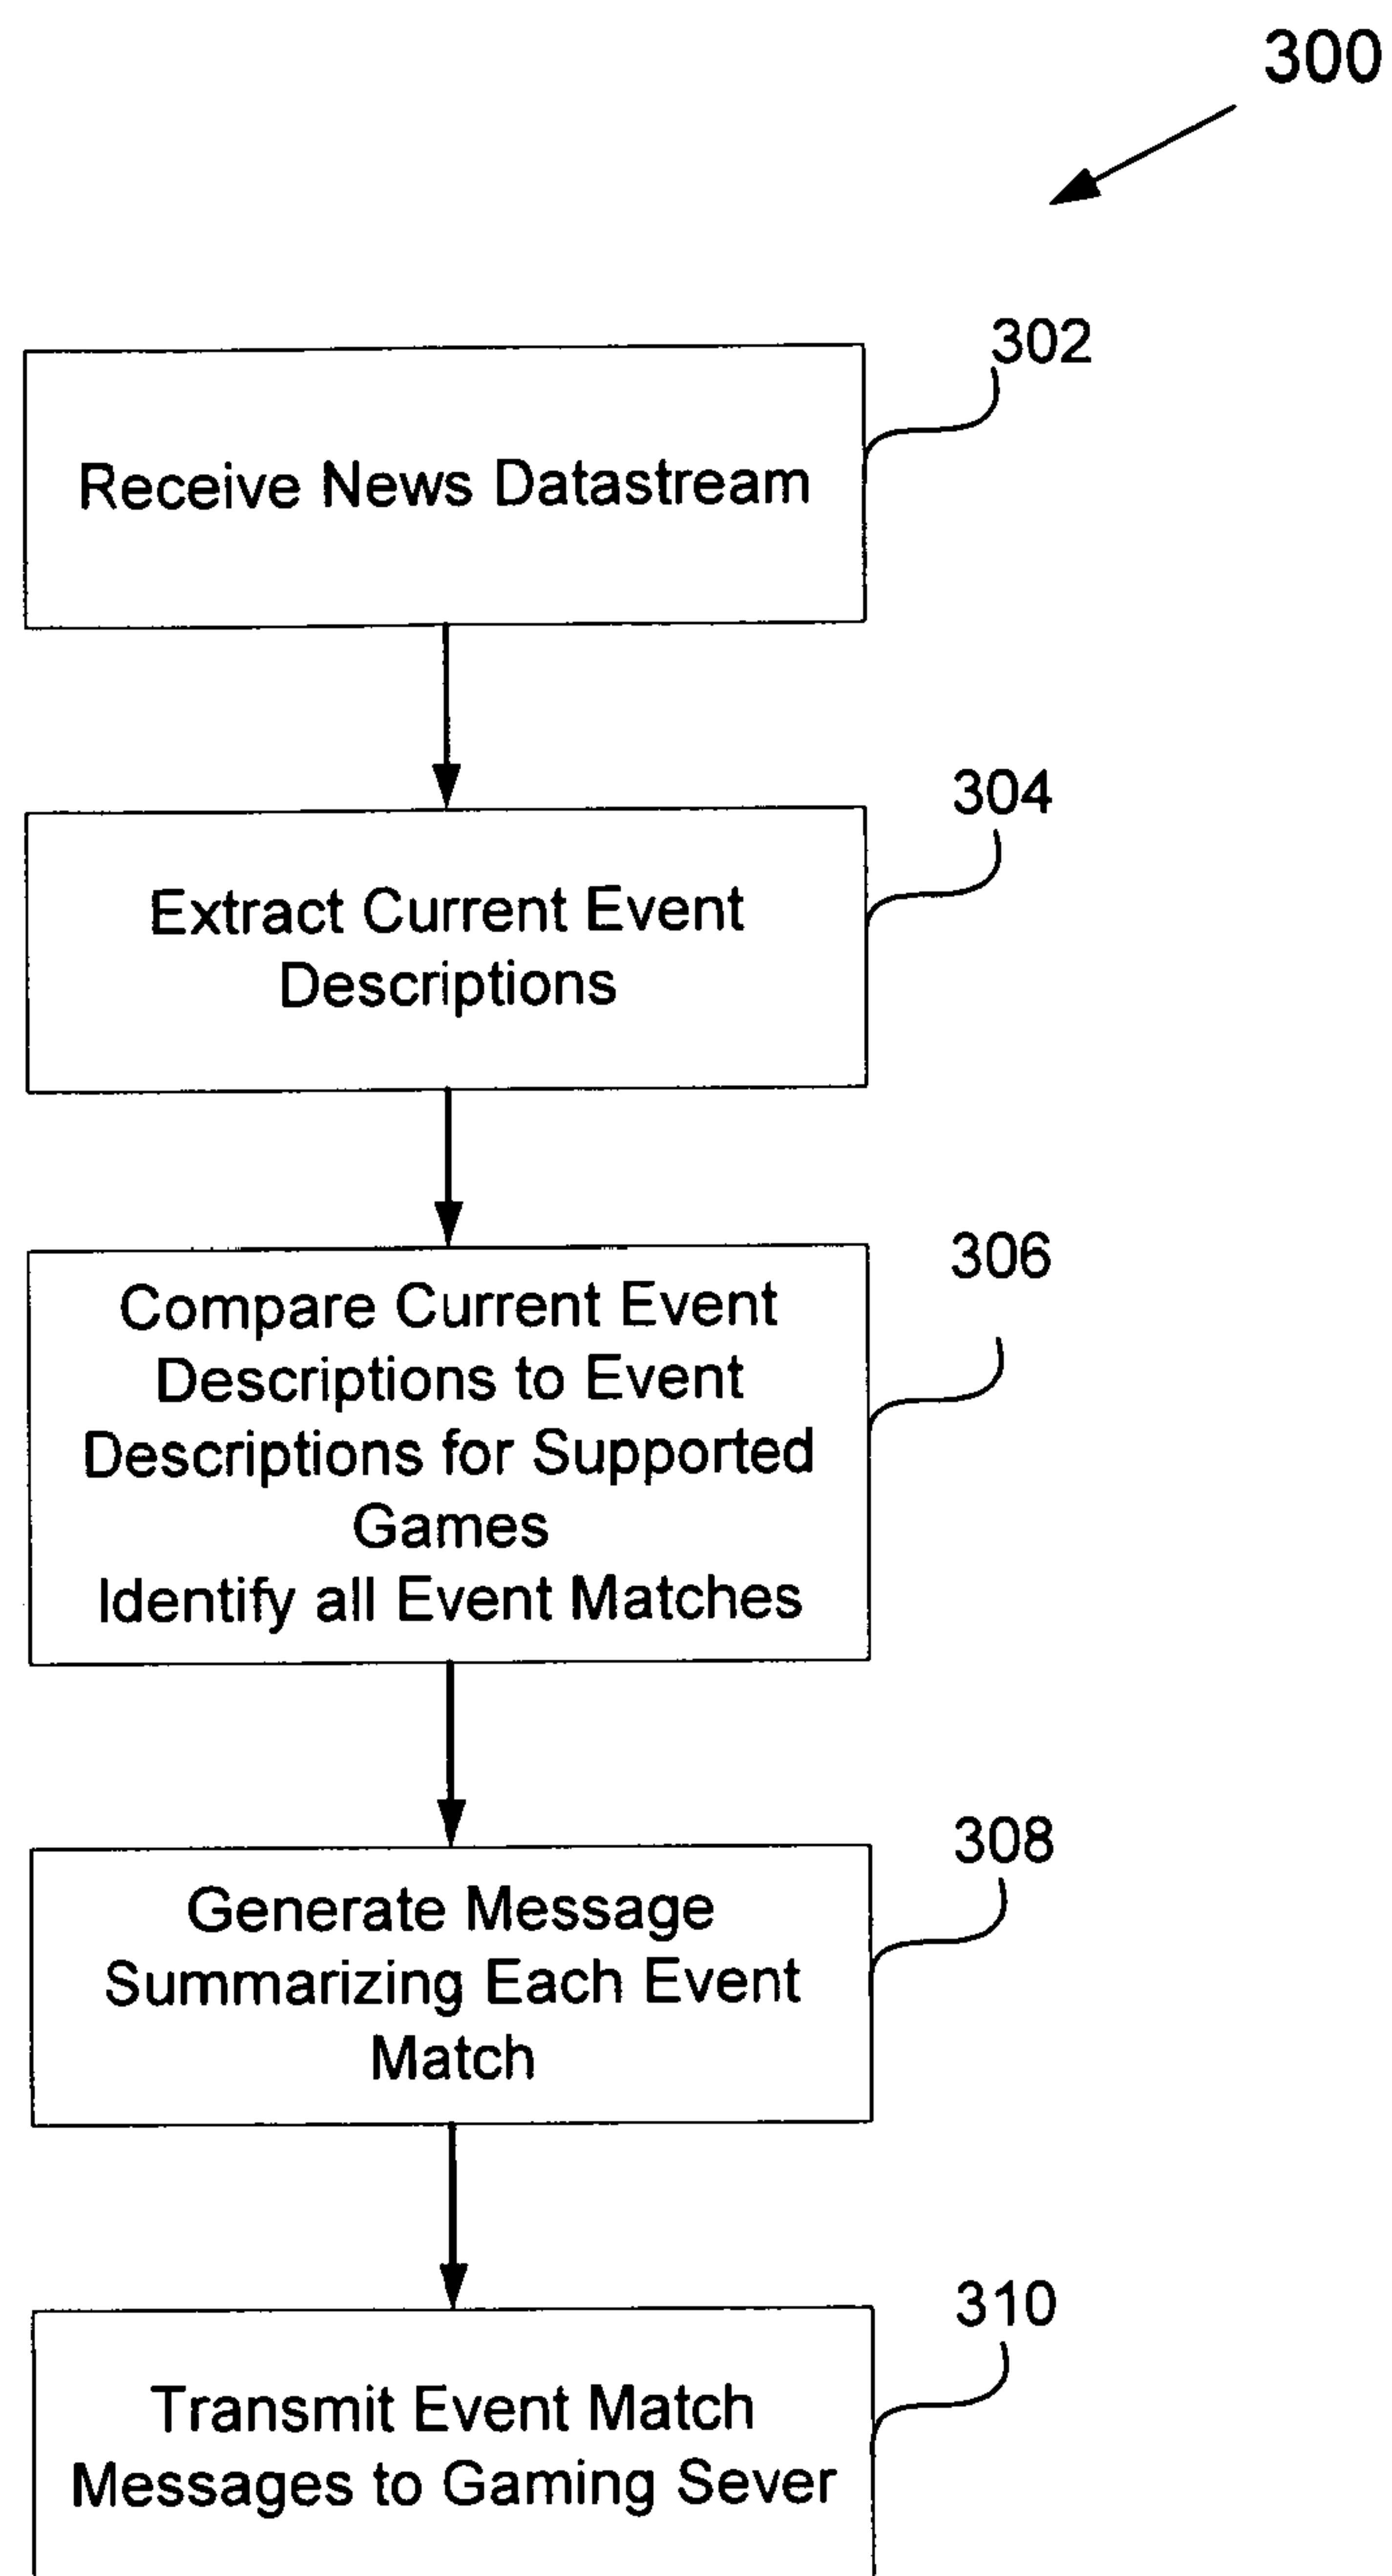 300
302
Receive News Datastream
304
Extract Current Event
Descriptions
306
Compare Current Event
Descriptions to Event
Descriptions for Supported
Games
Identify all Event Matches
308
Generate Message
Summarizing Each Event
Match
310
Transmit Event Match
Messages to Gaming Sever